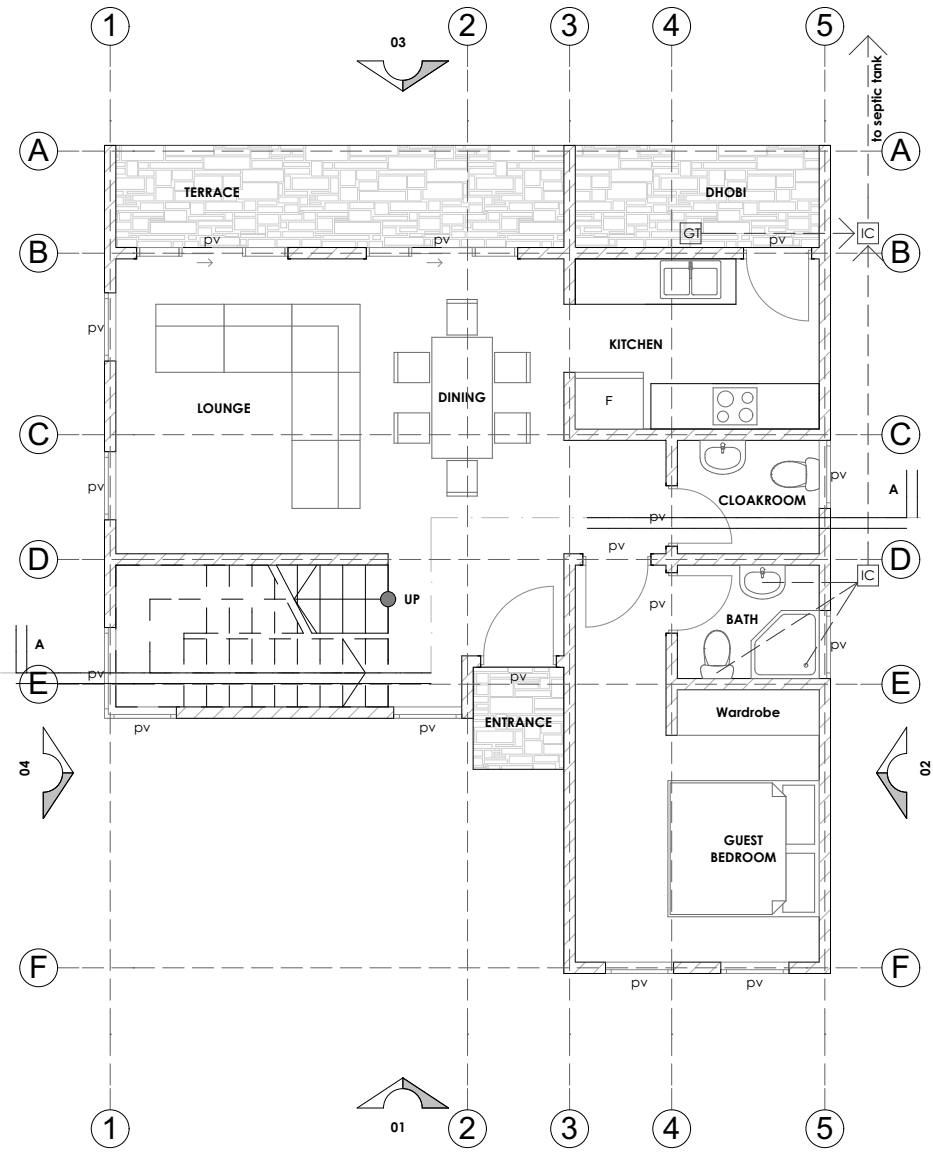 1
2
3
4
5
03
to septic tank
A
A
TERRACE
DHOBI
pv
pv
GT
pv
IC
B
B
pv
KITCHEN
LOUNGE
DINING
F
C
C
pv
pv
CLOAKROOM
A
pv
pv
D
D
IC
UP
pv
BATH
A
pv
pv
pv
E
E
Wardrobe
ENTRANCE
pv
pv
04
02
GUEST
BEDROOM
F
F
pv
pv
01
1
2
3
4
5